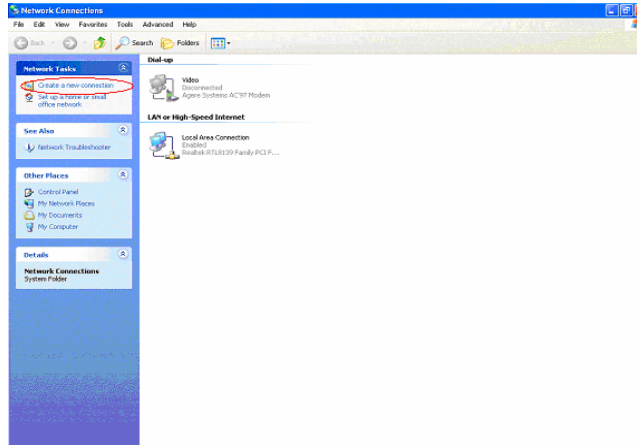 Network Connections
File Edit View Favorites Tools Advanced Help
Back Search Folders
Network Tasks
Create a new connection
Set up a home or small
office network
See Also
Network Troubleshooter
Other Places
Control Panel
My Network Places
My Documents
My Computer
Details
Network Connections
System Folder
Dial-up
Video
Disconnected
Agere Systems AC'97 Modem
LAN or High-Speed Internet
Local Area Connection
Enabled
Realtek RTL8139 Family PCI F...